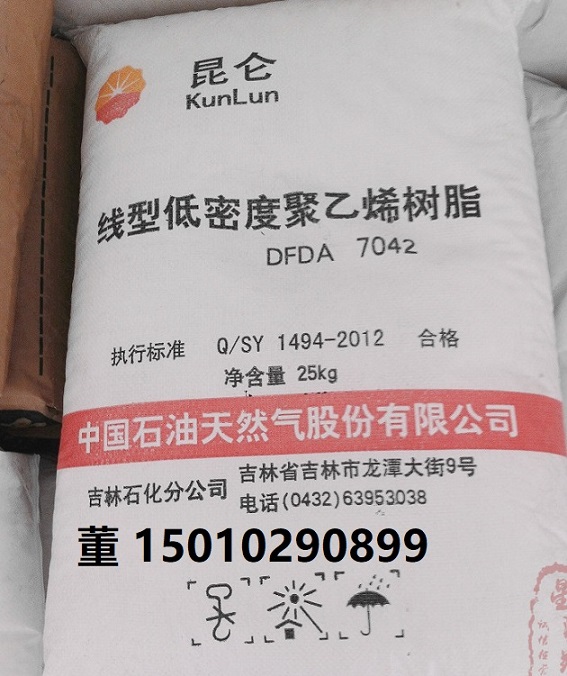 昆仑
KunLun
线型低密度聚乙烯树脂
DFDA 7042
执行标准 Q/SY 1494-2012 合格
净含量 25kg
中国石油天然气股份有限公司
吉林石化分公司
吉林省吉林市龙潭大街9号
电话(0432)63953038
董 15010290899